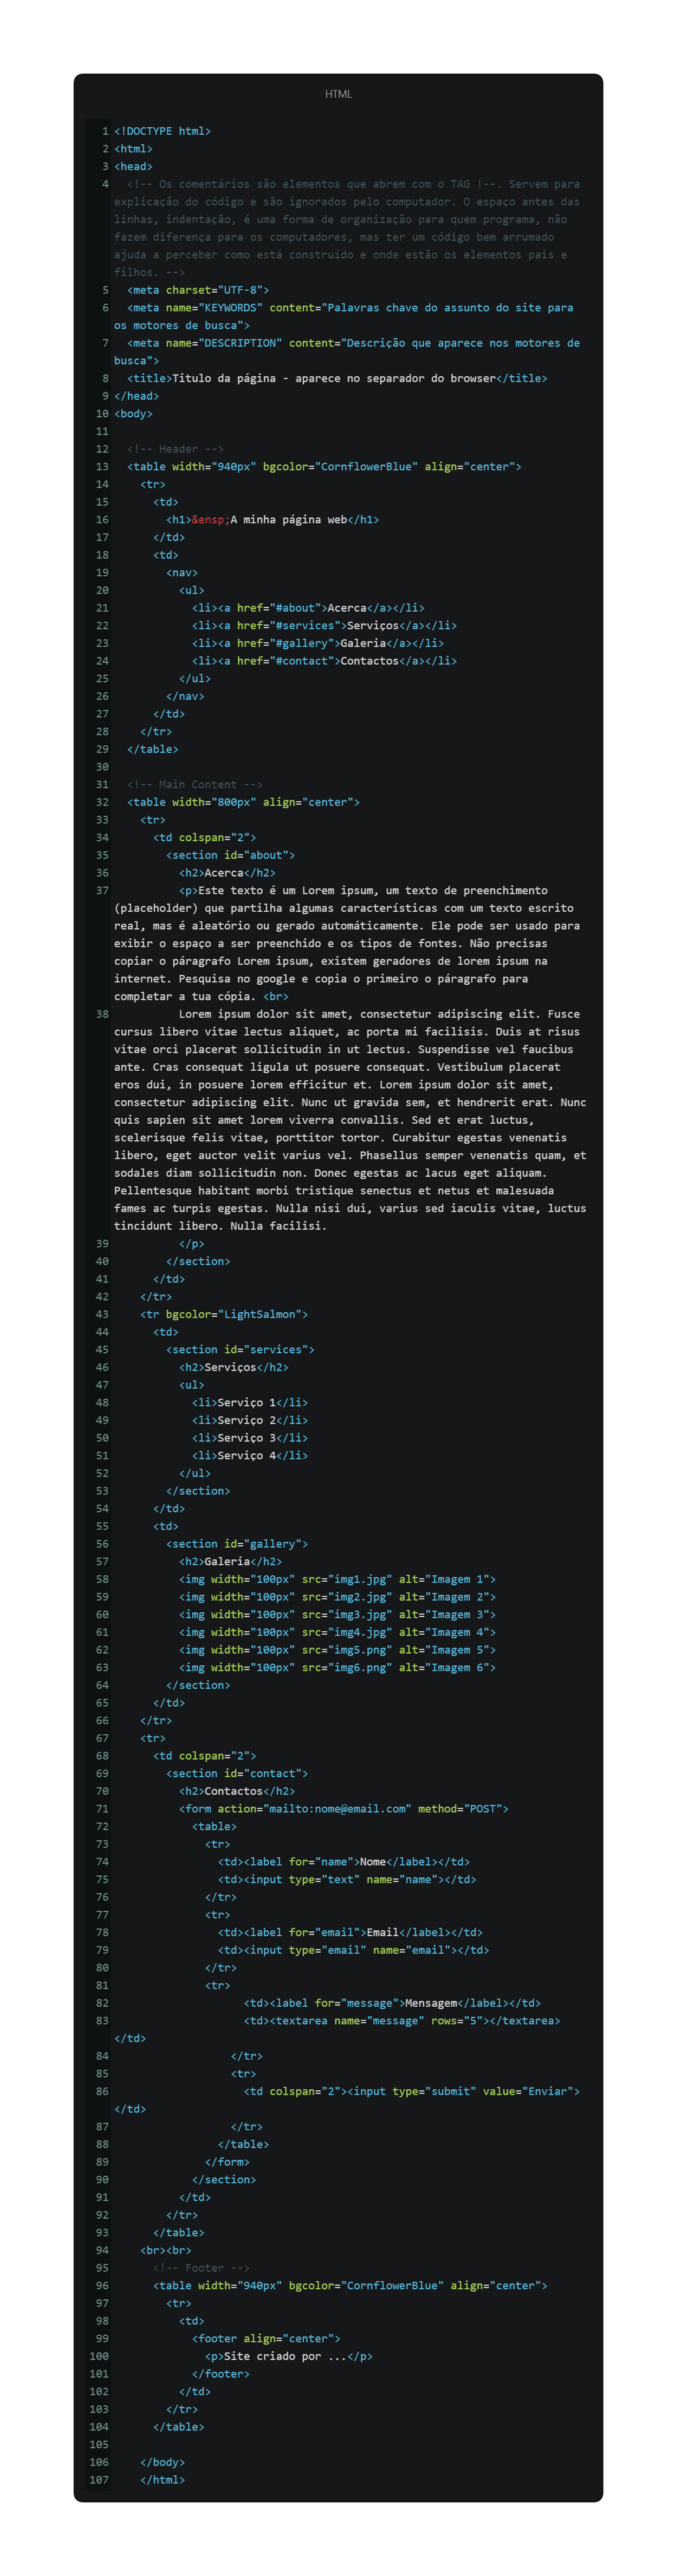 HTML
1 <!DOCTYPE html>
2 <html>
3 <head>
4   <!-- Os comentários são elementos que abrem com o TAG !--. Servem para
explicação do código e são ignorados pelo computador. O espaço antes das
linhas, indentação, é uma forma de organização para quem programa, não
fazem diferença para os computadores, mas ter um código bem arrumado
ajuda a perceber como está construído e onde estão os elementos pais e
filhos. -->
5   <meta charset="UTF-8">
6   <meta name="KEYWORDS" content="Palavras chave do assunto do site para
os motores de busca">
7   <meta name="DESCRIPTION" content="Descrição que aparece nos motores de
busca">
8   <title>Titulo da página - aparece no separador do browser</title>
9 </head>
10 <body>
11
12   <!-- Header -->
13   <table width="940px" bgcolor="CornflowerBlue" align="center">
14     <tr>
15       <td>
16         <h1>&ensp;A minha página web</h1>
17       </td>
18       <td>
19         <nav>
20           <ul>
21             <li><a href="#about">Acerca</a></li>
22             <li><a href="#services">Serviços</a></li>
23             <li><a href="#gallery">Galeria</a></li>
24             <li><a href="#contact">Contactos</a></li>
25           </ul>
26         </nav>
27       </td>
28     </tr>
29   </table>
30
31   <!-- Main Content -->
32   <table width="800px" align="center">
33     <tr>
34       <td colspan="2">
35         <section id="about">
36           <h2>Acerca</h2>
37           <p>Este texto é um Lorem ipsum, um texto de preenchimento
(placeholder) que partilha algumas características com um texto escrito
real, mas é aleatório ou gerado automáticamente. Ele pode ser usado para
exibir o espaço a ser preenchido e os tipos de fontes. Não precisas
copiar o páragrafo Lorem ipsum, existem geradores de lorem ipsum na
internet. Pesquisa no google e copia o primeiro o páragrafo para
completar a tua cópia. <br>
38           Lorem ipsum dolor sit amet, consectetur adipiscing elit. Fusce
cursus libero vitae lectus aliquet, ac porta mi facilisis. Duis at risus
vitae orci placerat sollicitudin in ut lectus. Suspendisse vel faucibus
ante. Cras consequat ligula ut posuere consequat. Vestibulum placerat
eros dui, in posuere lorem efficitur et. Lorem ipsum dolor sit amet,
consectetur adipiscing elit. Nunc ut gravida sem, et hendrerit erat. Nunc
quis sapien sit amet lorem viverra convallis. Sed et erat luctus,
scelerisque felis vitae, porttitor tortor. Curabitur egestas venenatis
libero, eget auctor velit varius vel. Phasellus semper venenatis quam, et
sodales diam sollicitudin non. Donec egestas ac lacus eget aliquam.
Pellentesque habitant morbi tristique senectus et netus et malesuada
fames ac turpis egestas. Nulla nisi dui, varius sed iaculis vitae, luctus
tincidunt libero. Nulla facilisi.
39           </p>
40         </section>
41       </td>
42     </tr>
43     <tr bgcolor="LightSalmon">
44       <td>
45         <section id="services">
46           <h2>Serviços</h2>
47           <ul>
48             <li>Serviço 1</li>
49             <li>Serviço 2</li>
50             <li>Serviço 3</li>
51             <li>Serviço 4</li>
52           </ul>
53         </section>
54       </td>
55       <td>
56         <section id="gallery">
57           <h2>Galeria</h2>
58           <img width="100px" src="img1.jpg" alt="Imagem 1">
59           <img width="100px" src="img2.jpg" alt="Imagem 2">
60           <img width="100px" src="img3.jpg" alt="Imagem 3">
61           <img width="100px" src="img4.jpg" alt="Imagem 4">
62           <img width="100px" src="img5.png" alt="Imagem 5">
63           <img width="100px" src="img6.png" alt="Imagem 6">
64         </section>
65       </td>
66     </tr>
67     <tr>
68       <td colspan="2">
69         <section id="contact">
70           <h2>Contactos</h2>
71           <form action="mailto:nome@email.com" method="POST">
72             <table>
73               <tr>
74                 <td><label for="name">Nome</label></td>
75                 <td><input type="text" name="name"></td>
76               </tr>
77               <tr>
78                 <td><label for="email">Email</label></td>
79                 <td><input type="email" name="email"></td>
80               </tr>
81               <tr>
82                     <td><label for="message">Mensagem</label></td>
83                     <td><textarea name="message" rows="5"></textarea>
</td>
84                   </tr>
85                   <tr>
86                     <td colspan="2"><input type="submit" value="Enviar">
</td>
87                   </tr>
88                 </table>
89               </form>
90             </section>
91           </td>
92         </tr>
93       </table>
94     <br><br>
95       <!-- Footer -->
96       <table width="940px" bgcolor="CornflowerBlue" align="center">
97         <tr>
98           <td>
99             <footer align="center">
100               <p>Site criado por ...</p>
101             </footer>
102           </td>
103         </tr>
104       </table>
105
106     </body>
107     </html>